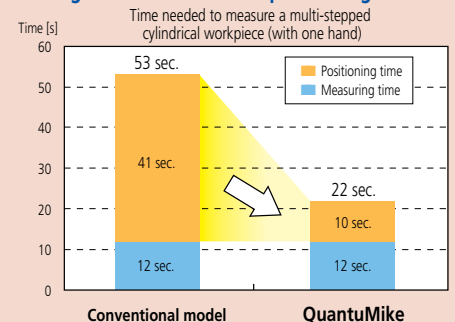 Time needed to measure a multi-stepped
cylindrical workpiece (with one hand)
Time [s]
60
50
40
30
20
10
0
53 sec.
41 sec.
12 sec.
Positioning time
Measuring time
22 sec.
10 sec.
12 sec.
Conventional model
QuantuMike